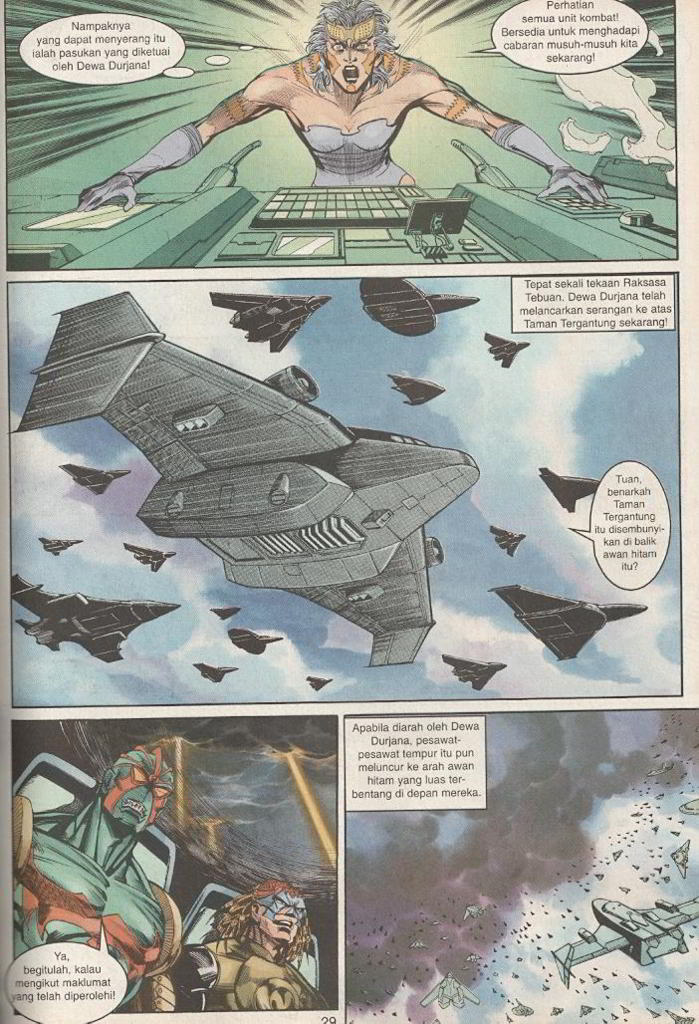 Nampaknya
yang dapat menyerang itu
ialah pasukan yang diketuai
oleh Dewa Durjana!
Perhatian
semua unit kombat!
Bersedia untuk menghadapi
cabaran musuh-musuh kita
sekarang!
Tepat sekali tekaan Raksasa
Tebuan. Dewa Durjana telah
melancarkan serangan ke atas
Taman Tergantung sekarang!
Tuan,
benarkah
Taman
Tergantung
itu disembunyi-
kan di balik
awan hitam
itu?
Ya,
begitulah, kalau
mengikut maklumat
yang telah diperolehi!
Apabila diarah oleh Dewa
Durjana, pesawat-
pesawat tempur itu pun
meluncur ke arah awan
hitam yang luas ter-
bentang di depan mereka.
29